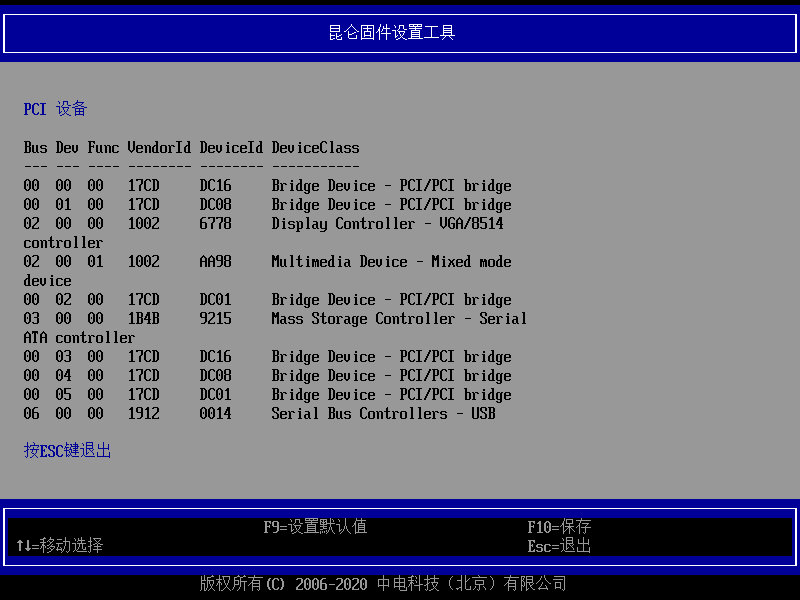 昆仑固件设置工具
PCI 设备
Bus Dev Func VendorId DeviceId DeviceClass
--- --- ---- -------- -------- -----------
00 00 00 17CD DC16 Bridge Device - PCI/PCI bridge
00 01 00 17CD DC08 Bridge Device - PCI/PCI bridge
02 00 00 1002 6778 Display Controller - VGA/8514
controller
02 00 01 1002 AA98 Multimedia Device - Mixed mode
device
00 02 00 17CD DC01 Bridge Device - PCI/PCI bridge
03 00 00 1B4B 9215 Mass Storage Controller - Serial
ATA controller
00 03 00 17CD DC16 Bridge Device - PCI/PCI bridge
00 04 00 17CD DC08 Bridge Device - PCI/PCI bridge
00 05 00 17CD DC01 Bridge Device - PCI/PCI bridge
06 00 00 1912 0014 Serial Bus Controllers - USB
按ESC键退出
F9=设置默认值 F10=保存
↑↓=移动选择 Esc=退出
版权所有(C) 2006-2020 中电科技（北京）有限公司